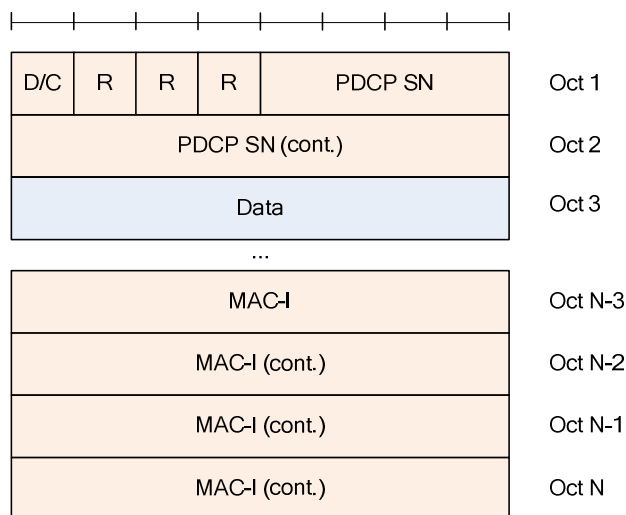 D/C R R R PDCP SN Oct 1
PDCP SN (cont.) Oct 2
Data Oct 3
...
MAC-I Oct N-3
MAC-I (cont.) Oct N-2
MAC-I (cont.) Oct N-1
MAC-I (cont.) Oct N